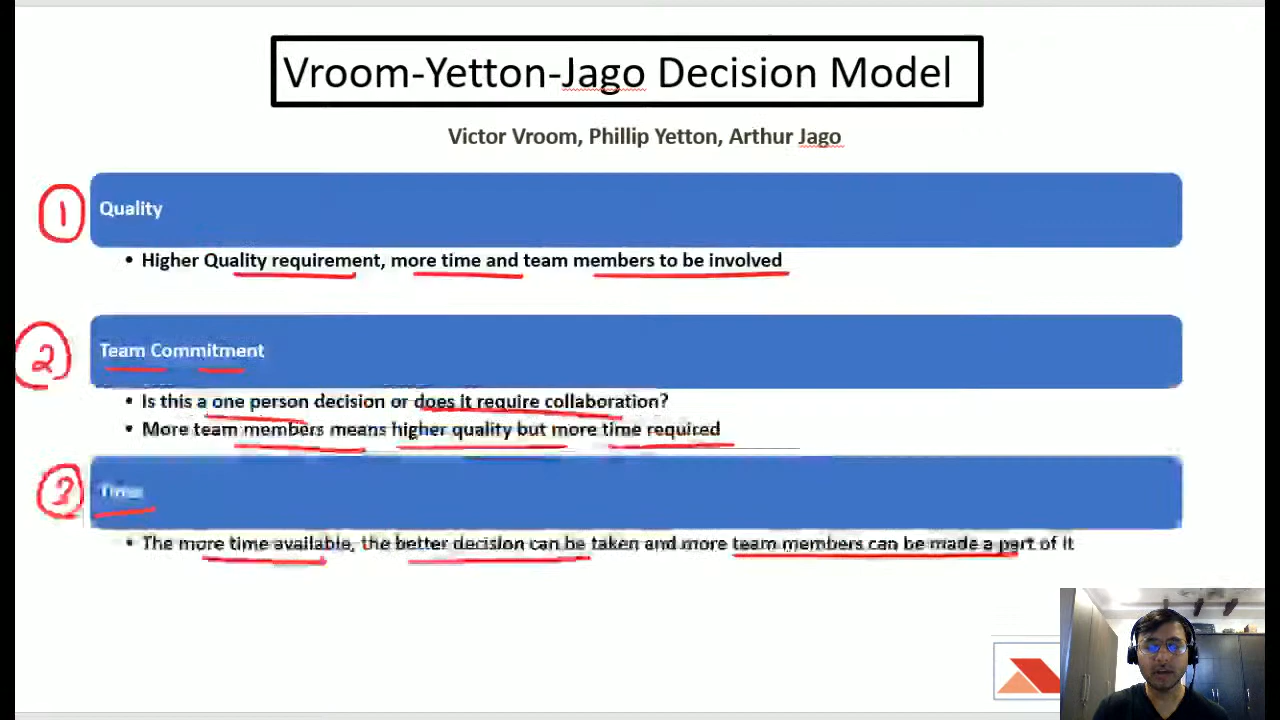 Vroom-Yetton-Jago Decision Model
Victor Vroom, Phillip Yetton, Arthur Jago
1
Quality
• Higher Quality requirement, more time and team members to be involved
2
Team Commitment
• Is this a one person decision or does it require collaboration?
• More team members means higher quality but more time required
3
Time
• The more time available, the better decision can be taken and more team members can be made a part of it